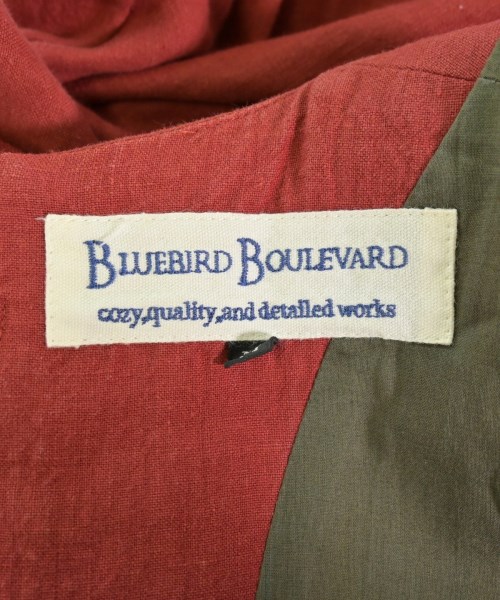 BLUEBIRD BOULEVARD
cozy,quality,and detailed works